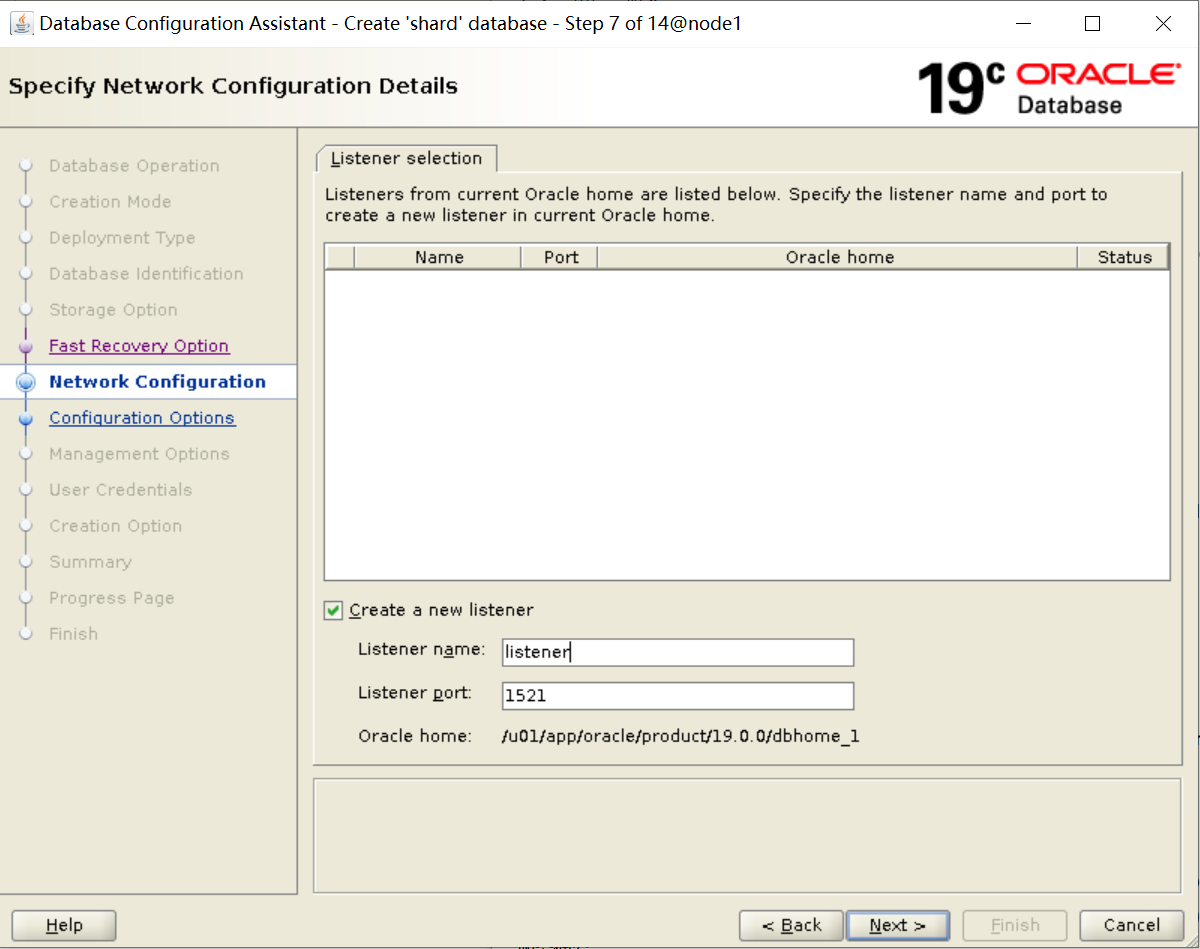 Database Configuration Assistant - Create 'shard' database - Step 7 of 14@node1
Specify Network Configuration Details
19c ORACLE
Database
Database Operation
Creation Mode
Deployment Type
Database Identification
Storage Option
Fast Recovery Option
Network Configuration
Configuration Options
Management Options
User Credentials
Creation Option
Summary
Progress Page
Finish
Listener selection
Listeners from current Oracle home are listed below. Specify the listener name and port to
create a new listener in current Oracle home.
Name Port Oracle home Status
Create a new listener
Listener name: listener
Listener port: 1521
Oracle home: /u01/app/oracle/product/19.0.0/dbhome_1
Help < Back Next > Finish Cancel